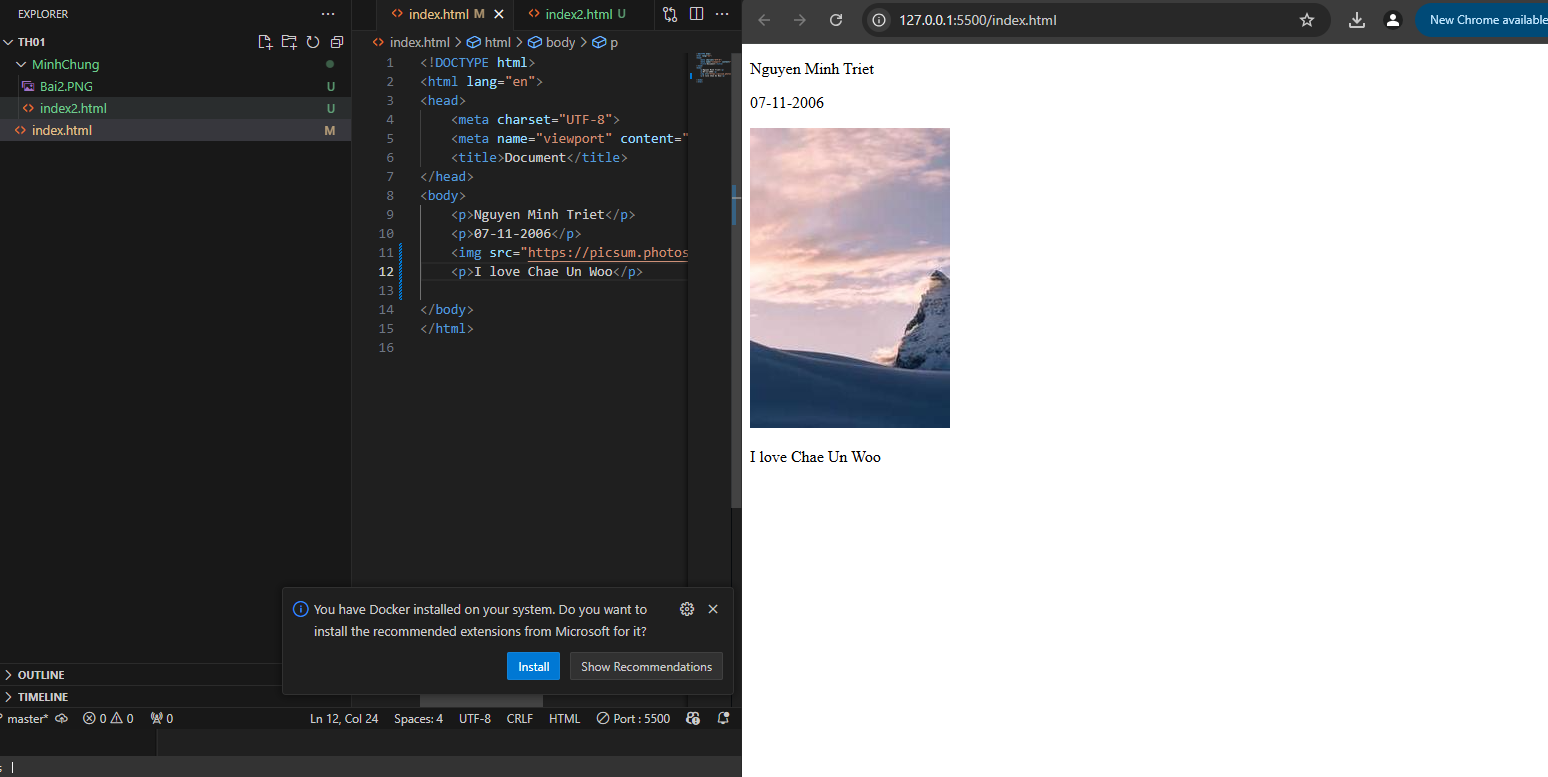 EXPLORER
TH01
MinhChung
Bai2.PNG U
index2.html U
index.html M
OUTLINE
TIMELINE
index.html M
index2.html U
index.html > html > body > p
1 <!DOCTYPE html>
2 <html lang="en">
3 <head>
4 <meta charset="UTF-8">
5 <meta name="viewport" content="
6 <title>Document</title>
7 </head>
8 <body>
9 <p>Nguyen Minh Triet</p>
10 <p>07-11-2006</p>
11 <img src="https://picsum.photos
12 <p>I love Chae Un Woo</p>
13
14 </body>
15 </html>
16
You have Docker installed on your system. Do you want to
install the recommended extensions from Microsoft for it?
Install
Show Recommendations
master* 0 0 0 Ln 12, Col 24 Spaces: 4 UTF-8 CRLF HTML Port : 5500
127.0.0.1:5500/index.html
New Chrome available
Nguyen Minh Triet
07-11-2006
I love Chae Un Woo